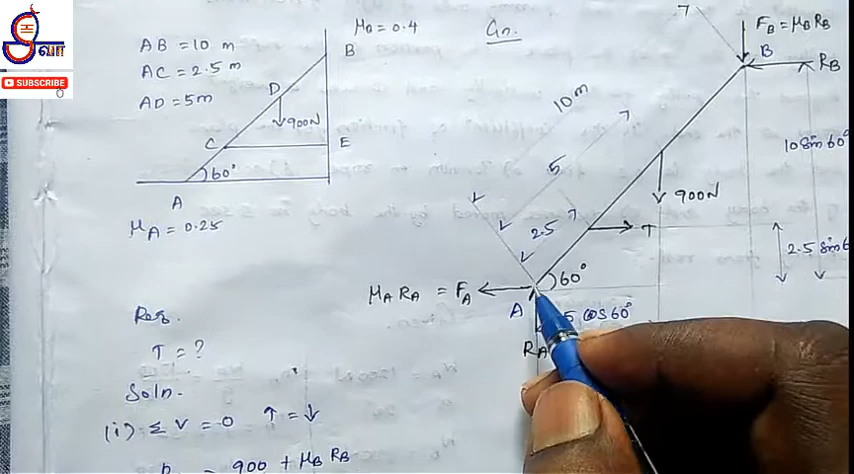 சிவா
SUBSCRIBE
AB = 10 m
AC = 2.5 m
AD = 5m
μB = 0.4
B
D
900N
C
E
60°
A
μA = 0.25
Req.
T = ?
Soln.
(i) Σ V = 0 ↑ = ↓
900 + μB RB
Gn.
FB = μB RB
B
RB
10m
5
2.5
10 Sin 60°
900N
T
2.5 Sin 6
μA RA = FA
60°
A
5 cos 60°
RA